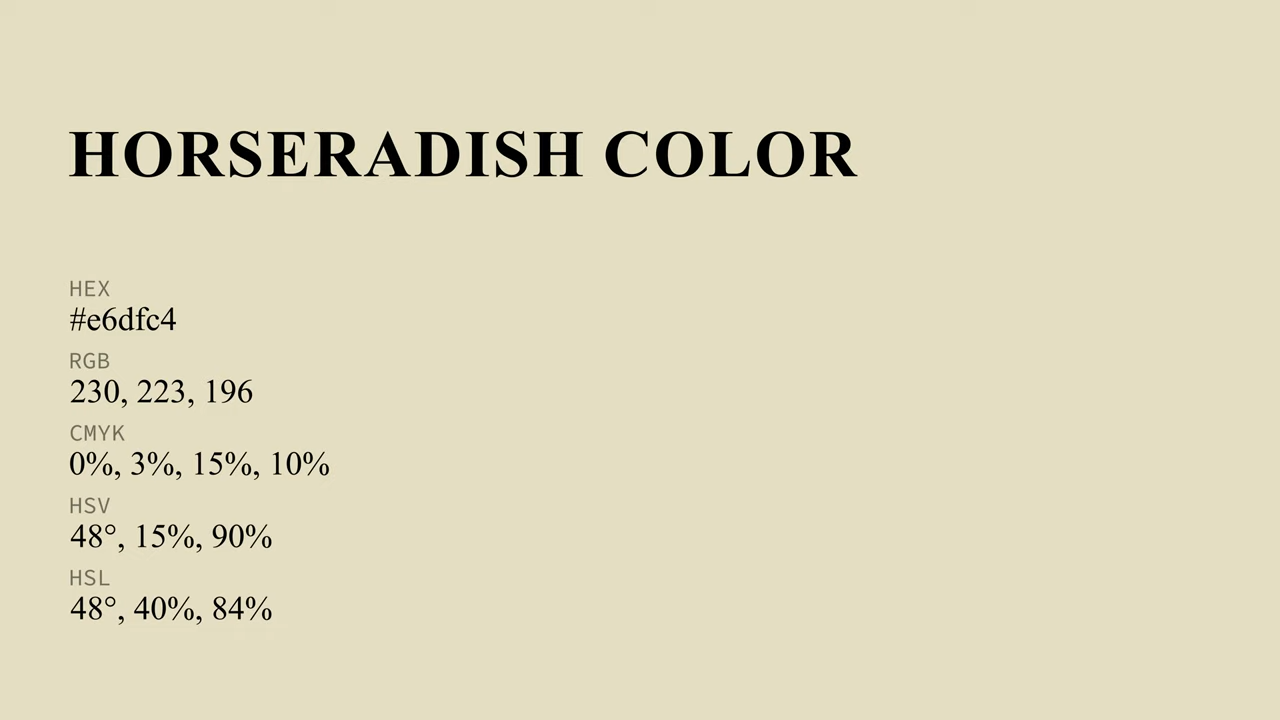 HORSERADISH COLOR
HEX
#e6dfc4
RGB
230, 223, 196
CMYK
0%, 3%, 15%, 10%
HSV
48°, 15%, 90%
HSL
48°, 40%, 84%